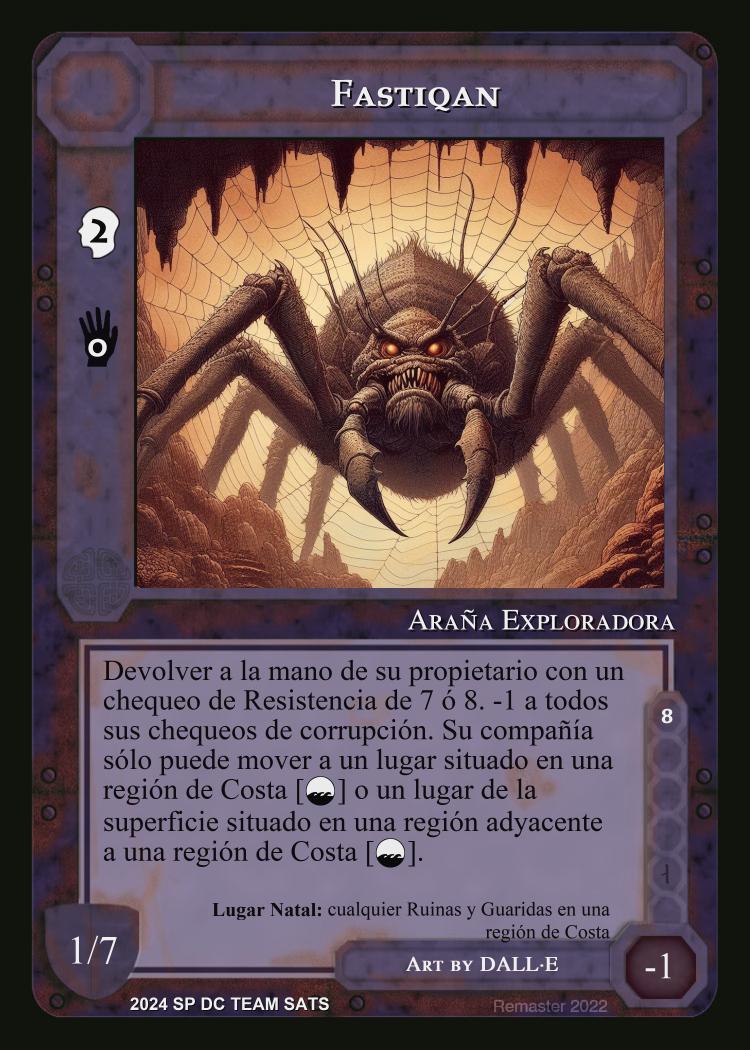 Fastiqan
2
0
Araña Exploradora
Devolver a la mano de su propietario con un
chequeo de Resistencia de 7 ó 8. -1 a todos
sus chequeos de corrupción. Su compañía
sólo puede mover a un lugar situado en una
región de Costa [ ] o un lugar de la
superficie situado en una región adyacente
a una región de Costa [ ].
8
Lugar Natal: cualquier Ruinas y Guaridas en una
región de Costa
1/7
Art by DALL·E
-1
2024 SP DC TEAM SATS
Remaster 2022